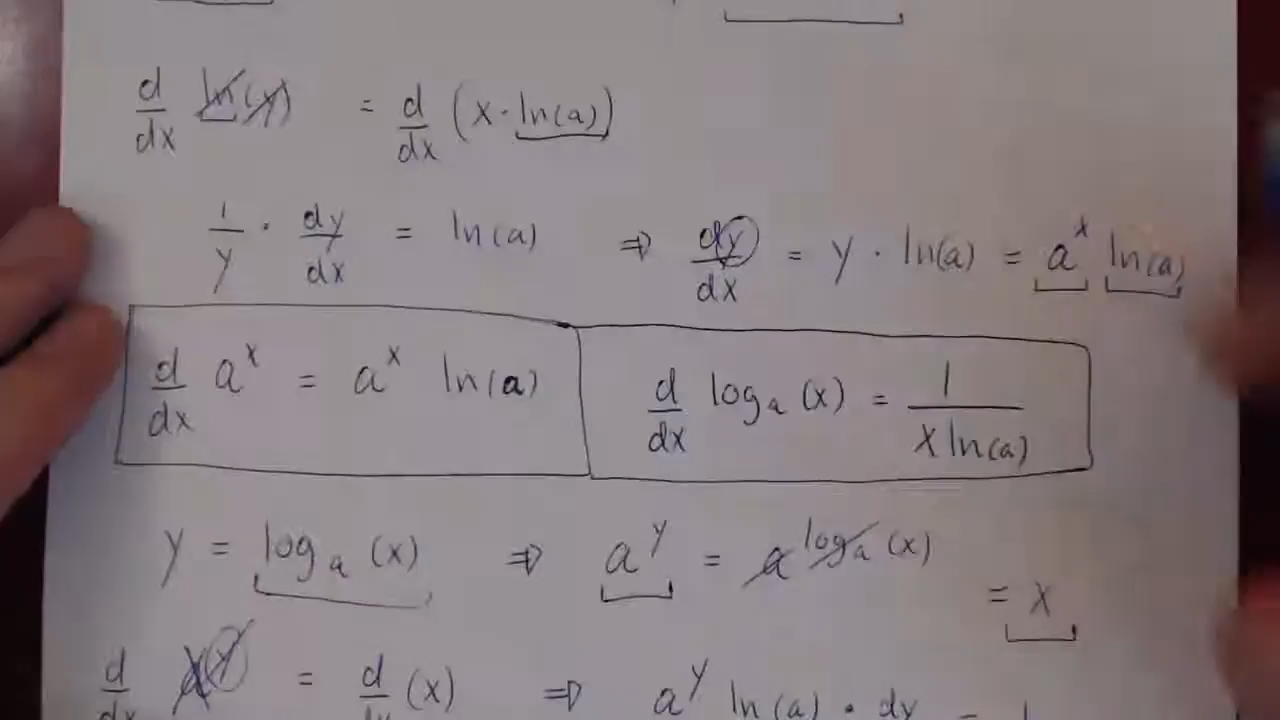 d/dx ln(y) = d/dx (x · ln(a))
1/y · dy/dx = ln(a) ⇒ dy/dx = y · ln(a) = a^x ln(a)
d/dx a^x = a^x ln(a)
d/dx log_a (x) = 1/(x ln(a))
y = log_a (x) ⇒ a^y = a^(log_a (x)) = x
d/dx = d/dx (x) ⇒ a^y ln(a) · dy =